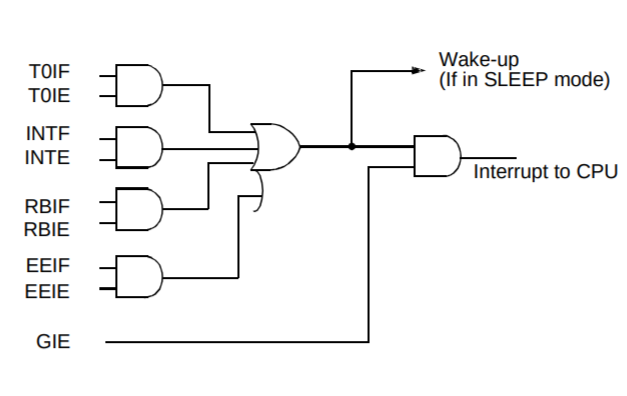 T0IF
T0IE
INTF
INTE
RBIF
RBIE
EEIF
EEIE
GIE
Wake-up
(If in SLEEP mode)
Interrupt to CPU